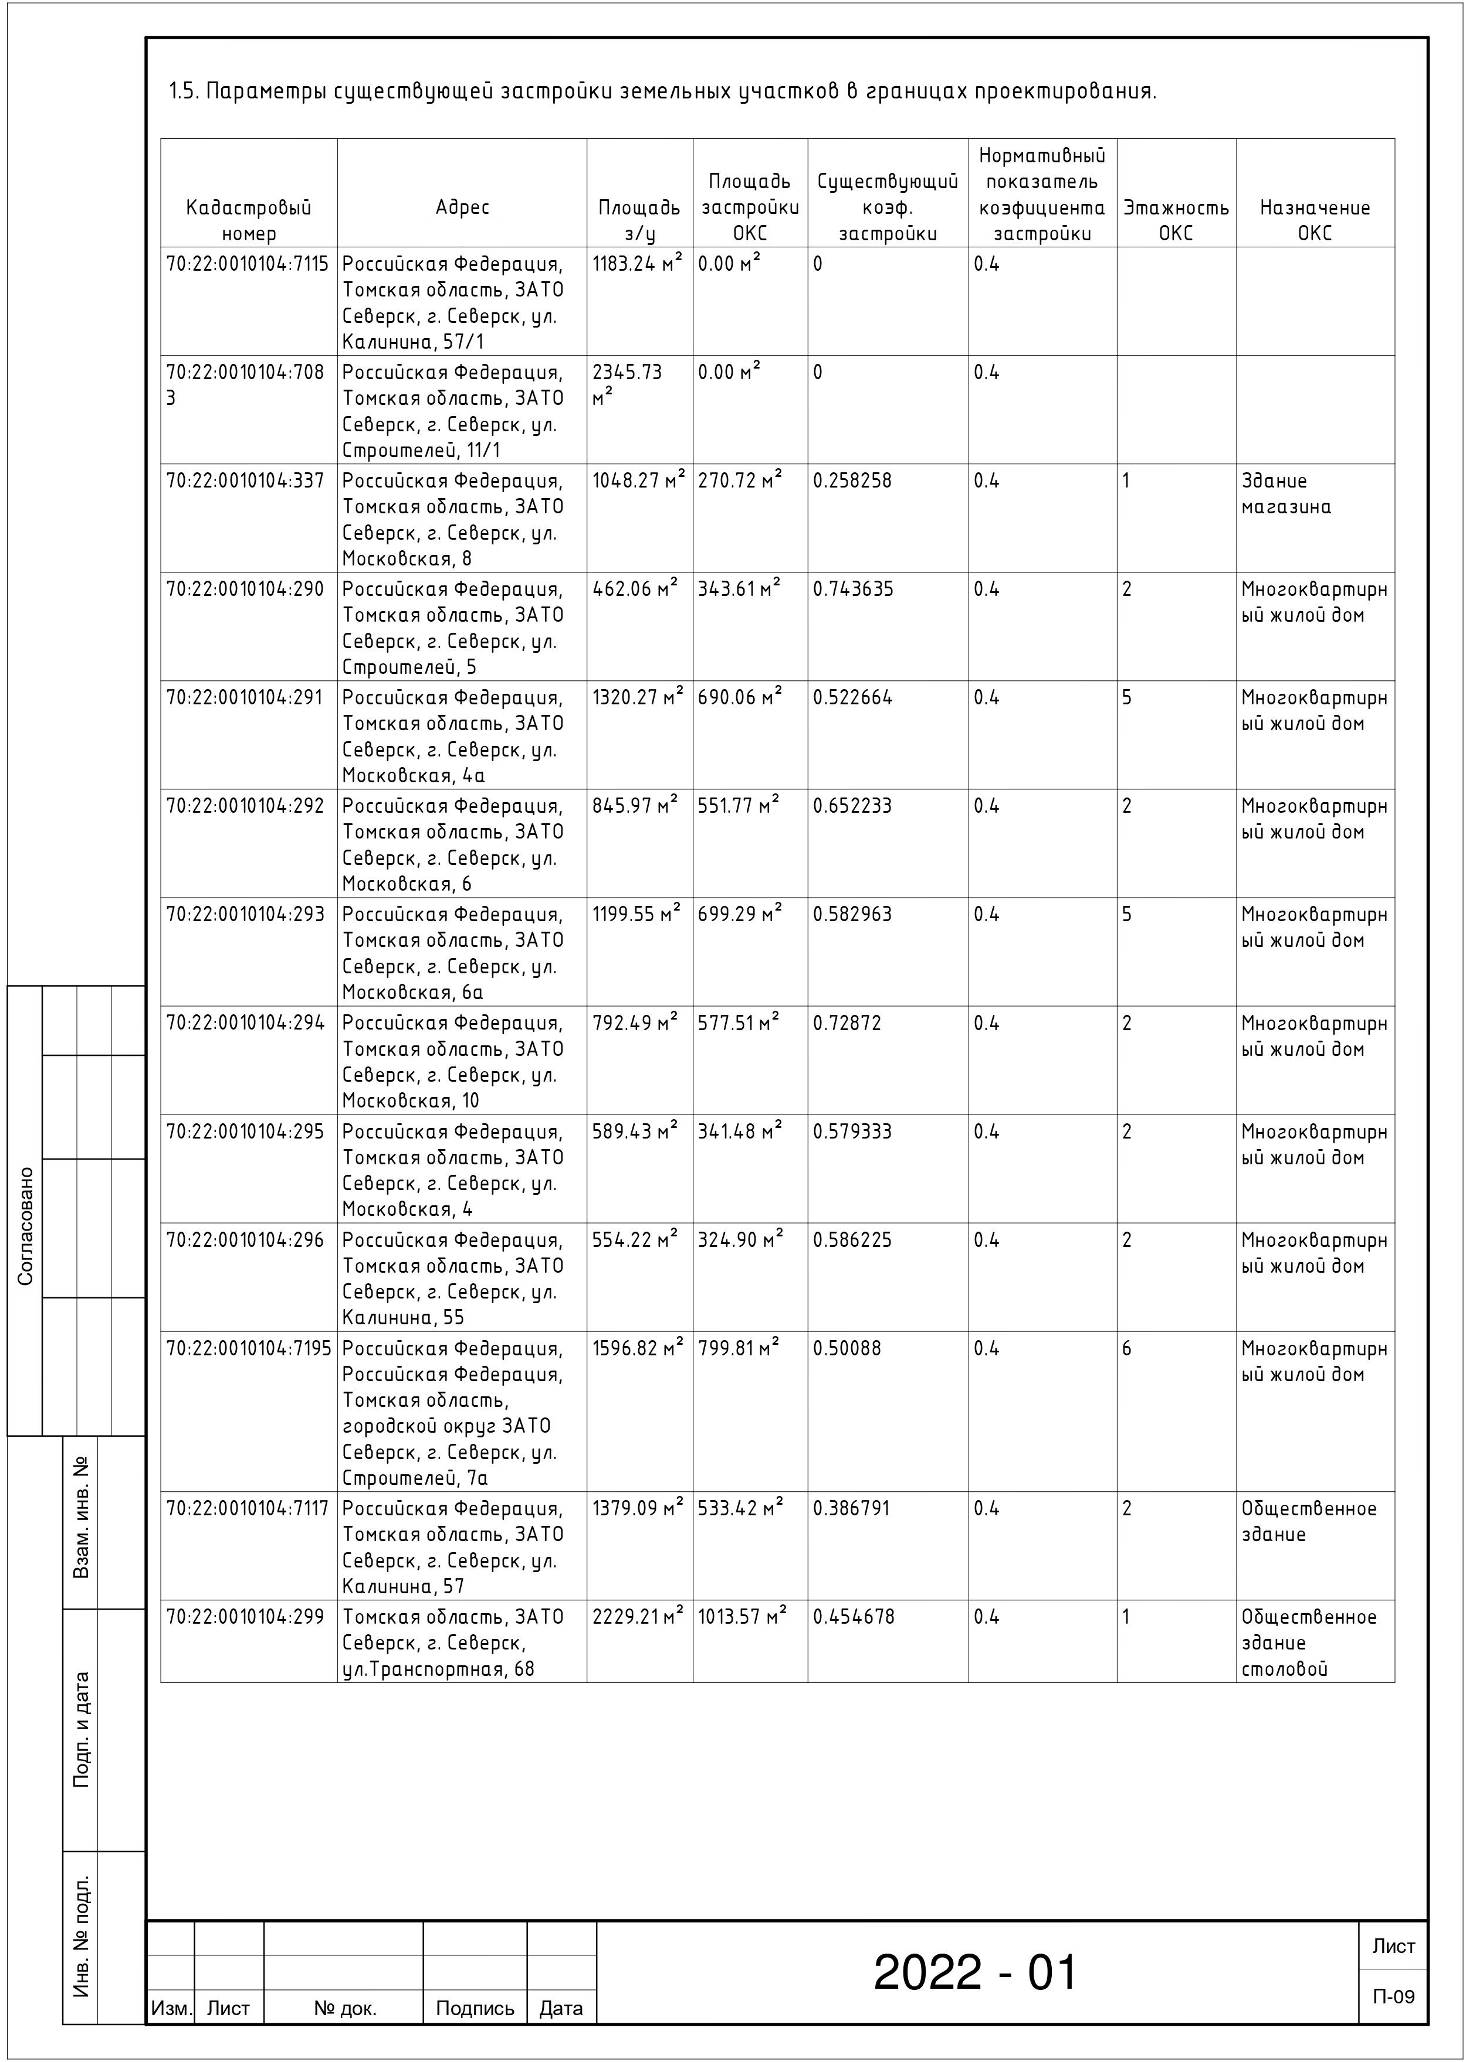 1.5. Параметры существующей застройки земельных участков в границах проектирования.
Кадастровый номер
Адрес
Площадь з/у
Площадь застройки ОКС
Существующий коэф. застройки
Нормативный показатель коэфициента застройки
Этажность ОКС
Назначение ОКС
70:22:0010104:7115 Российская Федерация, 1183.24 м² 0.00 м² 0 0.4
Томская область, ЗАТО
Северск, г. Северск, ул.
Калинина, 57/1
70:22:0010104:708 Российская Федерация, 2345.73 0.00 м² 0 0.4
3 Томская область, ЗАТО м²
Северск, г. Северск, ул.
Строителей, 11/1
70:22:0010104:337 Российская Федерация, 1048.27 м² 270.72 м² 0.258258 0.4 1 Здание
Томская область, ЗАТО магазина
Северск, г. Северск, ул.
Московская, 8
70:22:0010104:290 Российская Федерация, 462.06 м² 343.61 м² 0.743635 0.4 2 Многоквартирн
Томская область, ЗАТО ый жилой дом
Северск, г. Северск, ул.
Строителей, 5
70:22:0010104:291 Российская Федерация, 1320.27 м² 690.06 м² 0.522664 0.4 5 Многоквартирн
Томская область, ЗАТО ый жилой дом
Северск, г. Северск, ул.
Московская, 4а
70:22:0010104:292 Российская Федерация, 845.97 м² 551.77 м² 0.652233 0.4 2 Многоквартирн
Томская область, ЗАТО ый жилой дом
Северск, г. Северск, ул.
Московская, 6
70:22:0010104:293 Российская Федерация, 1199.55 м² 699.29 м² 0.582963 0.4 5 Многоквартирн
Томская область, ЗАТО ый жилой дом
Северск, г. Северск, ул.
Московская, 6а
70:22:0010104:294 Российская Федерация, 792.49 м² 577.51 м² 0.72872 0.4 2 Многоквартирн
Томская область, ЗАТО ый жилой дом
Северск, г. Северск, ул.
Московская, 10
70:22:0010104:295 Российская Федерация, 589.43 м² 341.48 м² 0.579333 0.4 2 Многоквартирн
Томская область, ЗАТО ый жилой дом
Северск, г. Северск, ул.
Московская, 4
70:22:0010104:296 Российская Федерация, 554.22 м² 324.90 м² 0.586225 0.4 2 Многоквартирн
Томская область, ЗАТО ый жилой дом
Северск, г. Северск, ул.
Калинина, 55
70:22:0010104:7195 Российская Федерация, 1596.82 м² 799.81 м² 0.50088 0.4 6 Многоквартирн
Российская Федерация, ый жилой дом
Томская область,
городской округ ЗАТО
Северск, г. Северск, ул.
Строителей, 7а
70:22:0010104:7117 Российская Федерация, 1379.09 м² 533.42 м² 0.386791 0.4 2 Общественное
Томская область, ЗАТО здание
Северск, г. Северск, ул.
Калинина, 57
70:22:0010104:299 Томская область, ЗАТО 2229.21 м² 1013.57 м² 0.454678 0.4 1 Общественное
Северск, г. Северск, здание
ул.Транспортная, 68 столовой
Согласовано
Взам. инв. №
Подп. и дата
Инв. № подл.
Изм. Лист № док. Подпись Дата
2022 - 01
Лист
П-09